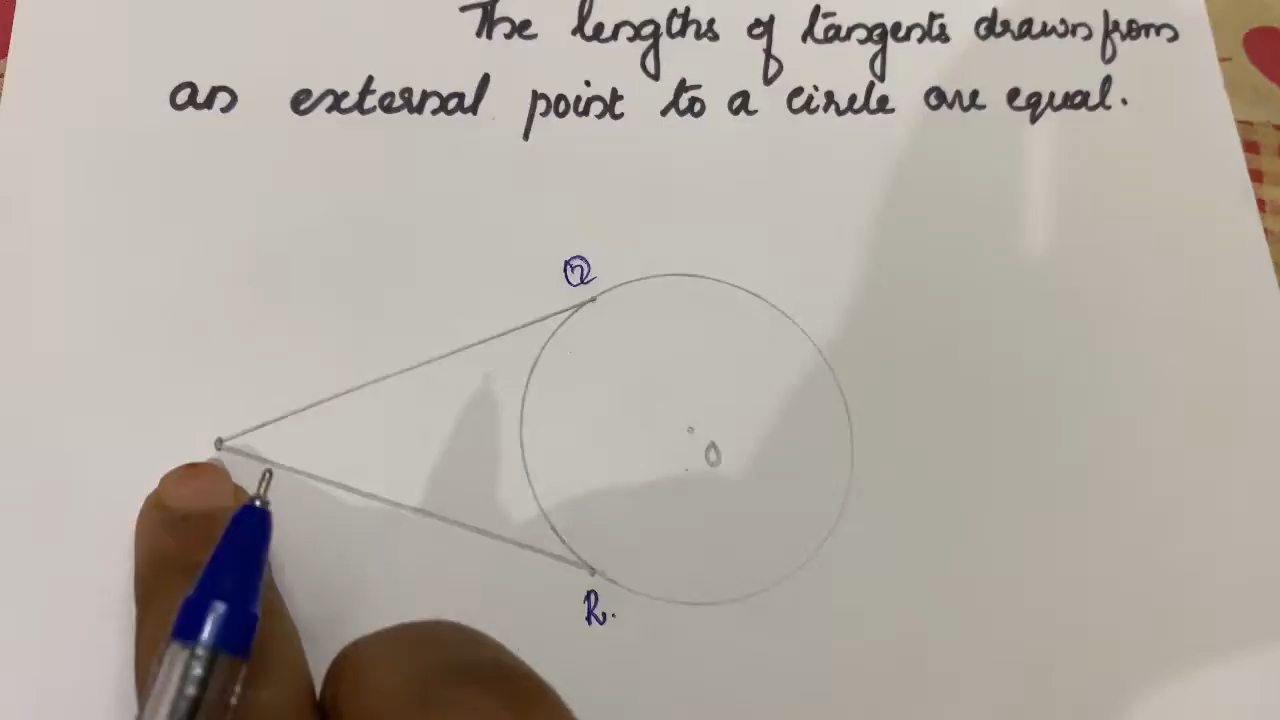 The lengths of tangents drawn from
an external point to a circle are equal.
Q
O
R.